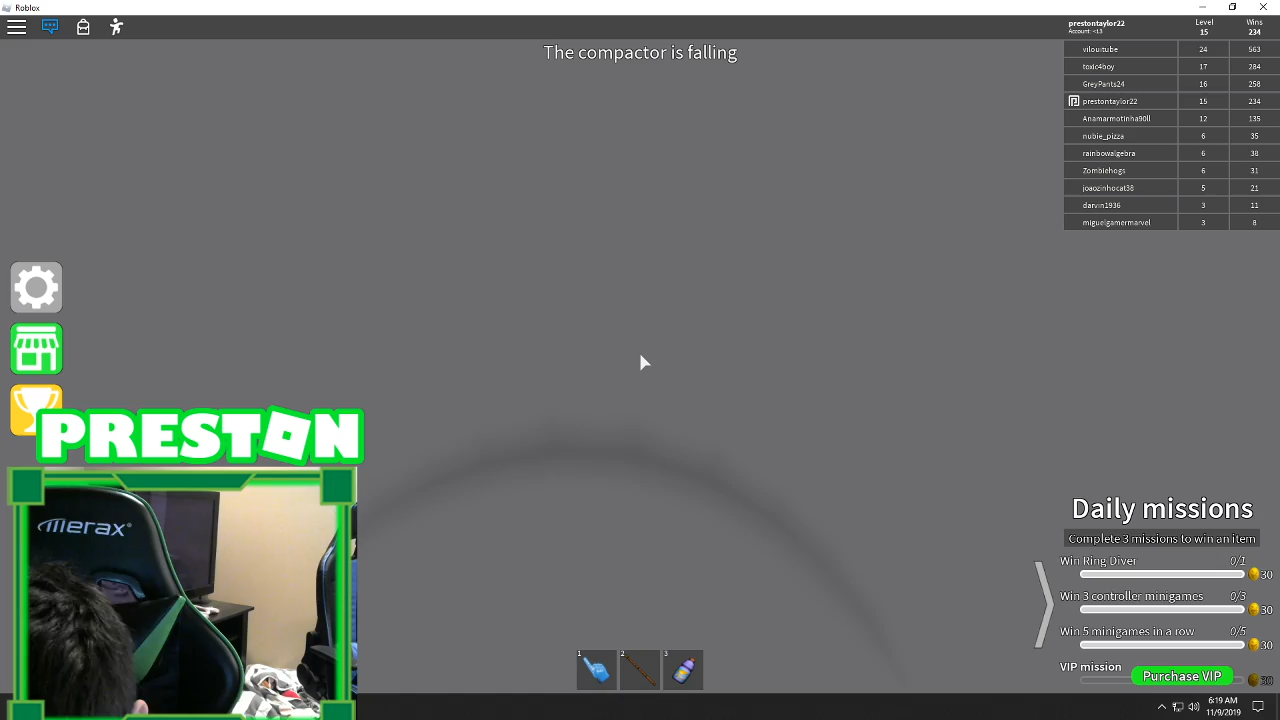 Roblox
The compactor is falling
prestontaylor22 Level Wins
Account: <13 15 234
vilouitube 24 563
toxic4boy 17 284
GreyPants24 16 258
prestontaylor22 15 234
Anamarmotinha90ll 12 135
nubie_pizza 6 35
rainbowalgebra 6 38
Zombiehogs 6 31
joaozinhocat38 5 21
darvin1936 3 11
miguelgamermarvel 3 8
PRESTON
merax
Daily missions
Complete 3 missions to win an item
Win Ring Diver 0/1
30
Win 3 controller minigames 0/3
30
Win 5 minigames in a row 0/5
30
VIP mission
Purchase VIP
30
1 2 3
6:19 AM
11/9/2019